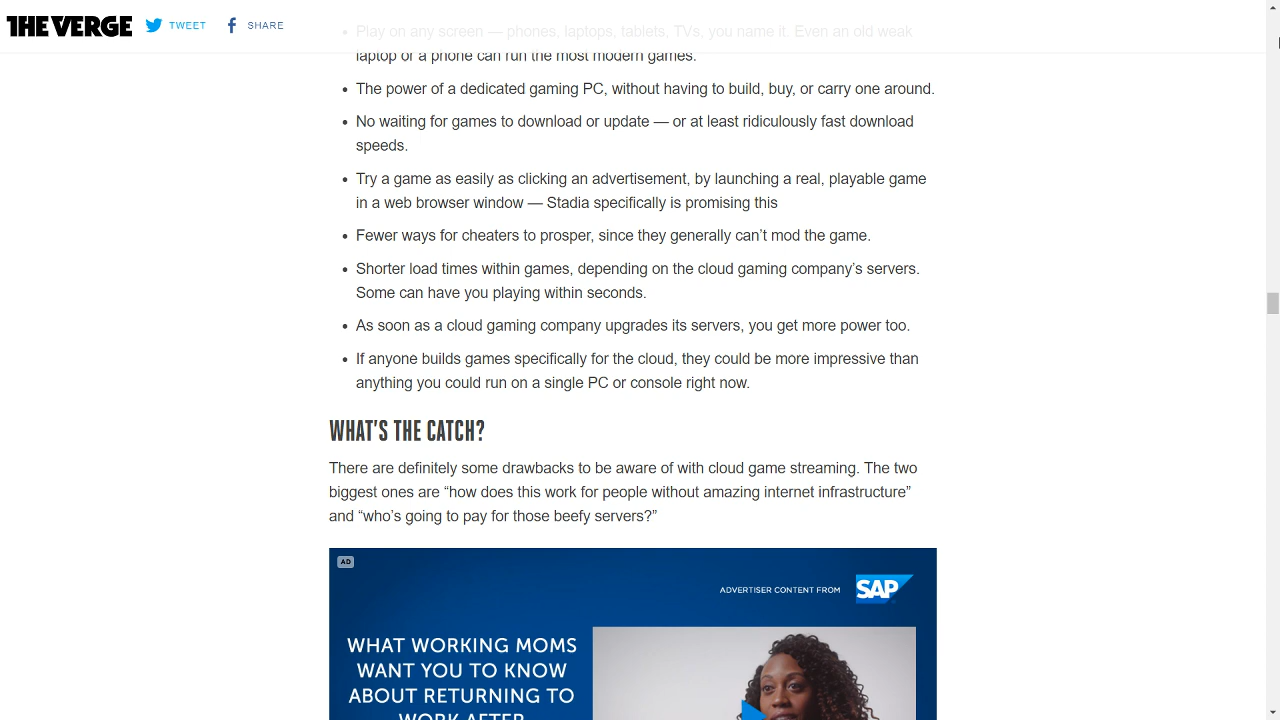 THE VERGE TWEET SHARE
Play on any screen — phones, laptops, tablets, TVs, you name it. Even an old weak
laptop or a phone can run the most modern games.
The power of a dedicated gaming PC, without having to build, buy, or carry one around.
No waiting for games to download or update — or at least ridiculously fast download
speeds.
Try a game as easily as clicking an advertisement, by launching a real, playable game
in a web browser window — Stadia specifically is promising this
Fewer ways for cheaters to prosper, since they generally can’t mod the game.
Shorter load times within games, depending on the cloud gaming company’s servers.
Some can have you playing within seconds.
As soon as a cloud gaming company upgrades its servers, you get more power too.
If anyone builds games specifically for the cloud, they could be more impressive than
anything you could run on a single PC or console right now.
WHAT’S THE CATCH?
There are definitely some drawbacks to be aware of with cloud game streaming. The two
biggest ones are “how does this work for people without amazing internet infrastructure”
and “who’s going to pay for those beefy servers?”
AD
ADVERTISER CONTENT FROM SAP
WHAT WORKING MOMS
WANT YOU TO KNOW
ABOUT RETURNING TO
WORK AFTER